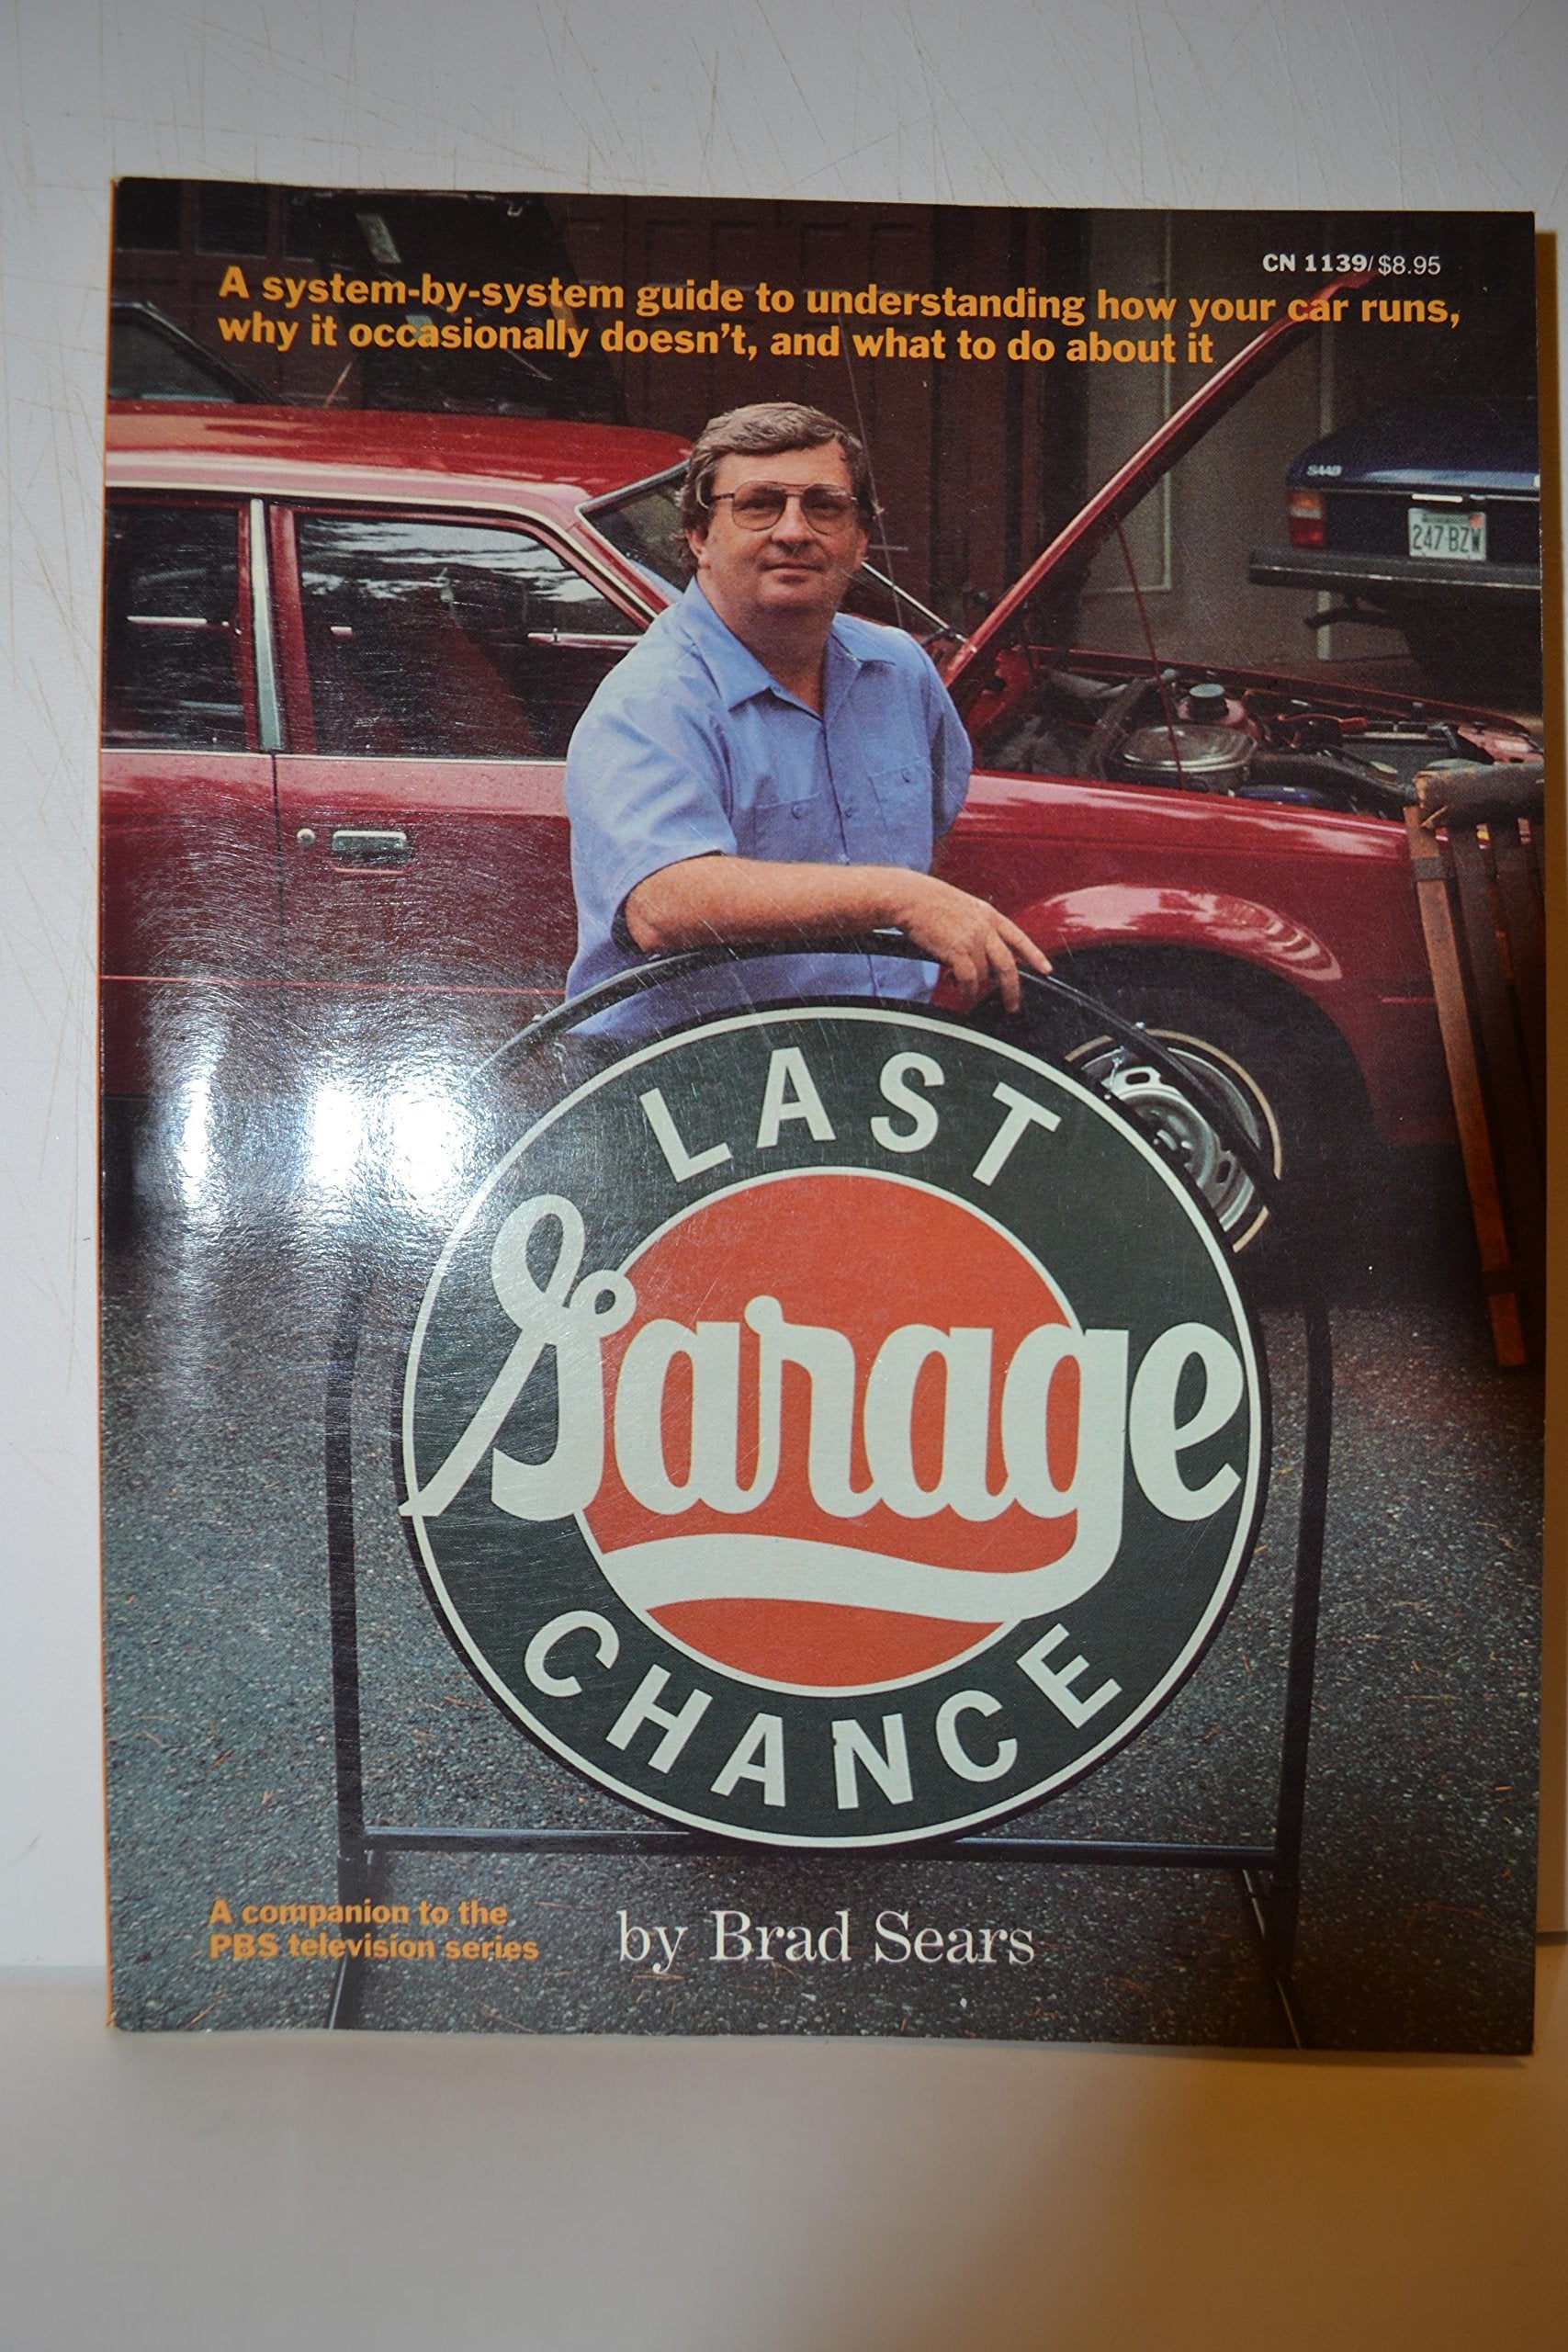 CN 1139/ $8.95
A system-by-system guide to understanding how your car runs,
why it occasionally doesn't, and what to do about it
SAAB
247·BZW
LAST
Garage
CHANCE
A companion to the
PBS television series
by Brad Sears